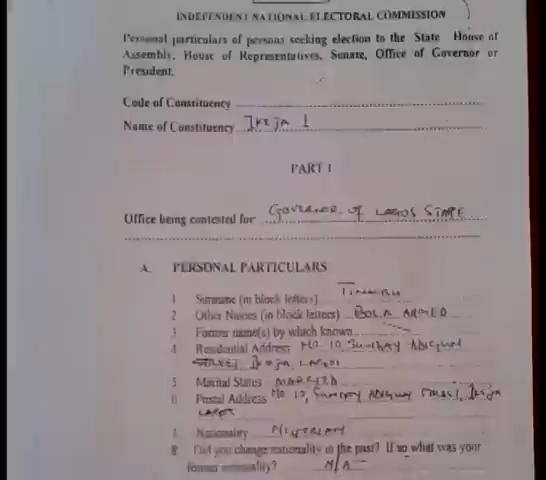 INDEPENDENT NATIONAL ELECTORAL COMMISSION
Personal particulars of persons seeking election to the State House of
Assembly, House of Representatives, Senate, Office of Governor or
President.
Code of Constituency
Name of Constituency IKEJA 1
PART 1
Office being contested for GOVERNOR OF LAGOS STATE
A. PERSONAL PARTICULARS
1 Surname (in block letters) TINUBU
2 Other Names (in block letters) BOLA AHMED
3 Former name(s) by which known
4 Residential Address NO 10, SUNDAY ADIGUN
STREET, IKEJA LAGOS
5 Marital Status MARRIED
6 Postal Address NO 10, SUNDAY ADIGUN STREET, IKEJA
LAGOS
7 Nationality NIGERIAN
8 Did you change nationality in the past? If so what was your
former nationality? N/A